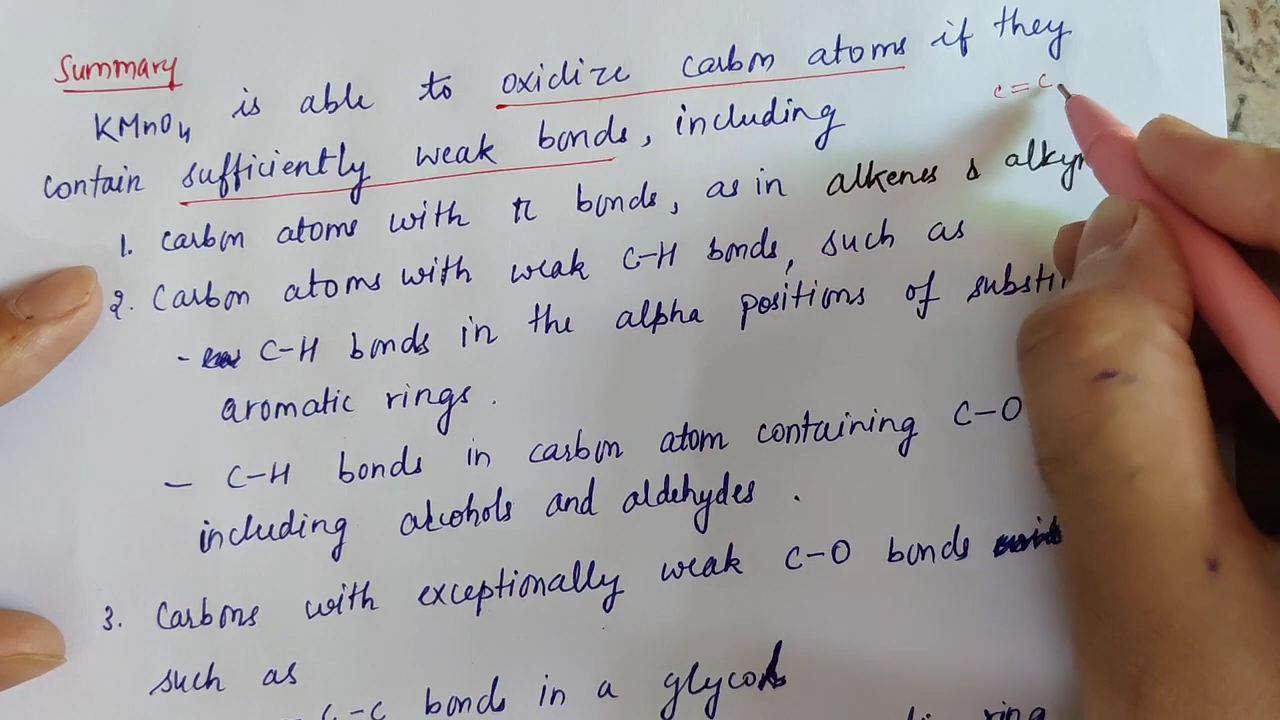 Summary
KMnO4 is able to oxidize carbon atoms if they
C=C
contain sufficiently weak bonds, including
1. Carbon atoms with π bonds, as in alkenes &
2. Carbon atoms with weak C-H bonds, such as
- C-H bonds in the alpha positions of
aromatic rings.
- C-H bonds in carbon atom containing C-O
including alcohols and aldehydes.
3. Carbons with exceptionally weak C-O bonds
such as
C-C bonds in a glycol
ring